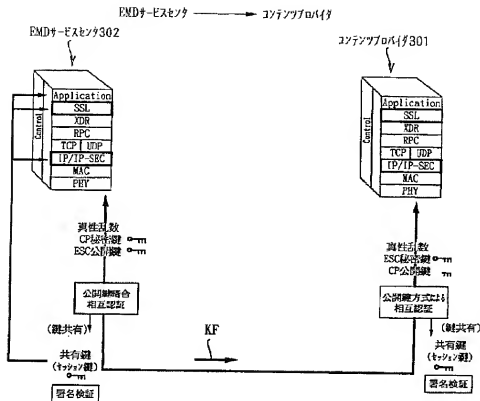 EMDサービスセンタ → コンテンツプロバイダ
EMDサービスセンタ302
コンテンツプロバイダ301
Control
Application
SSL
XDR
RPC
TCP UDP
IP/IP-SEC
MAC
PHY
Control
Application
SSL
XDR
RPC
TCP UDP
IP/IP-SEC
MAC
PHY
真性乱数
CP秘密鍵
ESC公開鍵
真性乱数
ESC秘密鍵
CP公開鍵
公開鍵暗合
相互認証
公開鍵方式による
相互認証
(鍵共有)
(鍵共有)
KF
共有鍵
(セッション鍵)
署名検証
共有鍵
(セッション鍵)
署名検証